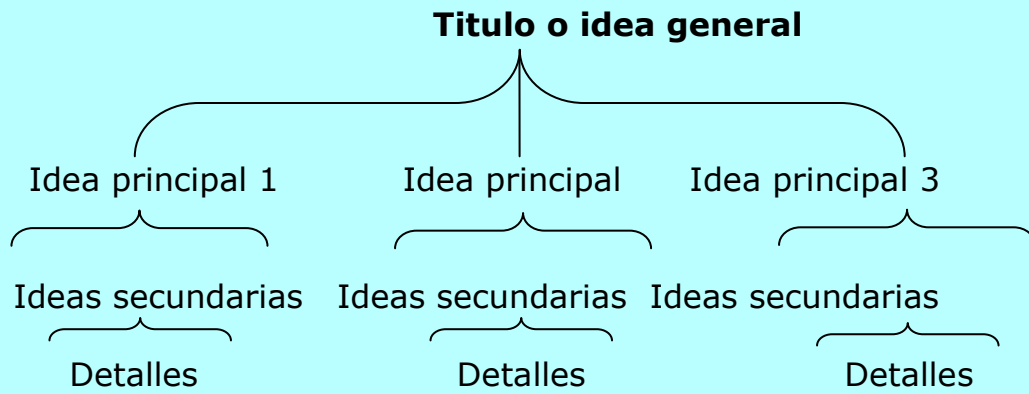 Titulo o idea general
Idea principal 1 Idea principal Idea principal 3
Ideas secundarias Ideas secundarias Ideas secundarias
Detalles Detalles Detalles